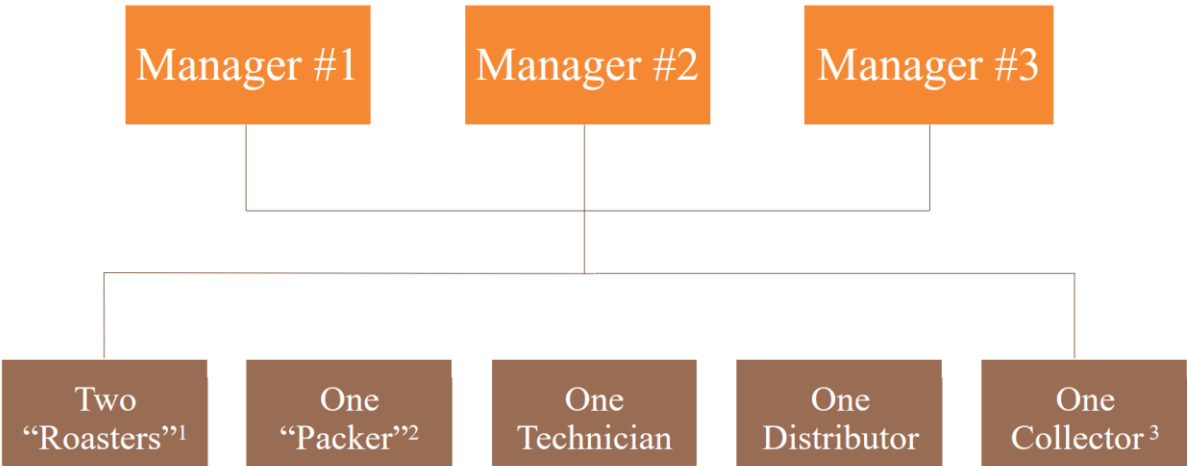 Manager #1
Manager #2
Manager #3
Two
“Roasters”¹
One
“Packer”²
One
Technician
One
Distributor
One
Collector ³